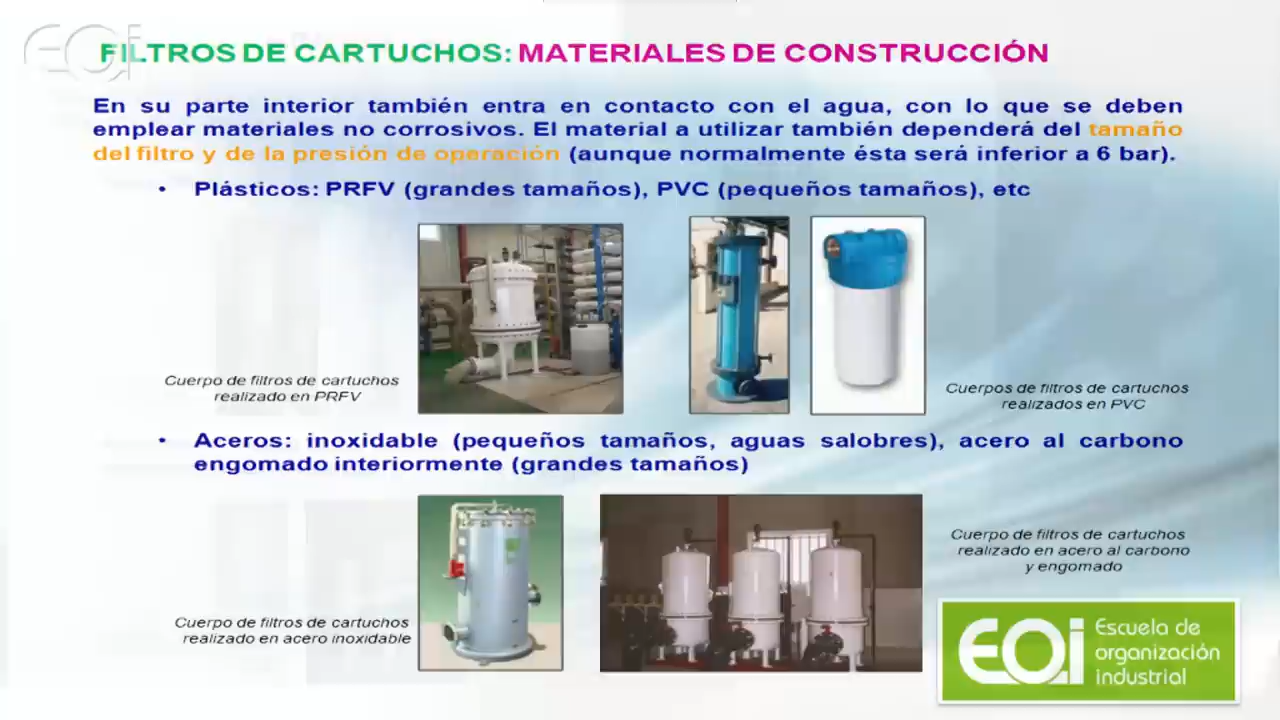 EOi
FILTROS DE CARTUCHOS: MATERIALES DE CONSTRUCCIÓN
En su parte interior también entra en contacto con el agua, con lo que se deben
emplear materiales no corrosivos. El material a utilizar también dependerá del tamaño
del filtro y de la presión de operación (aunque normalmente ésta será inferior a 6 bar).
• Plásticos: PRFV (grandes tamaños), PVC (pequeños tamaños), etc
Cuerpo de filtros de cartuchos
realizado en PRFV
Cuerpos de filtros de cartuchos
realizados en PVC
• Aceros: inoxidable (pequeños tamaños, aguas salobres), acero al carbono
engomado interiormente (grandes tamaños)
Cuerpo de filtros de cartuchos
realizado en acero inoxidable
Cuerpo de filtros de cartuchos
realizado en acero al carbono
y engomado
EOi
Escuela de
organización
industrial